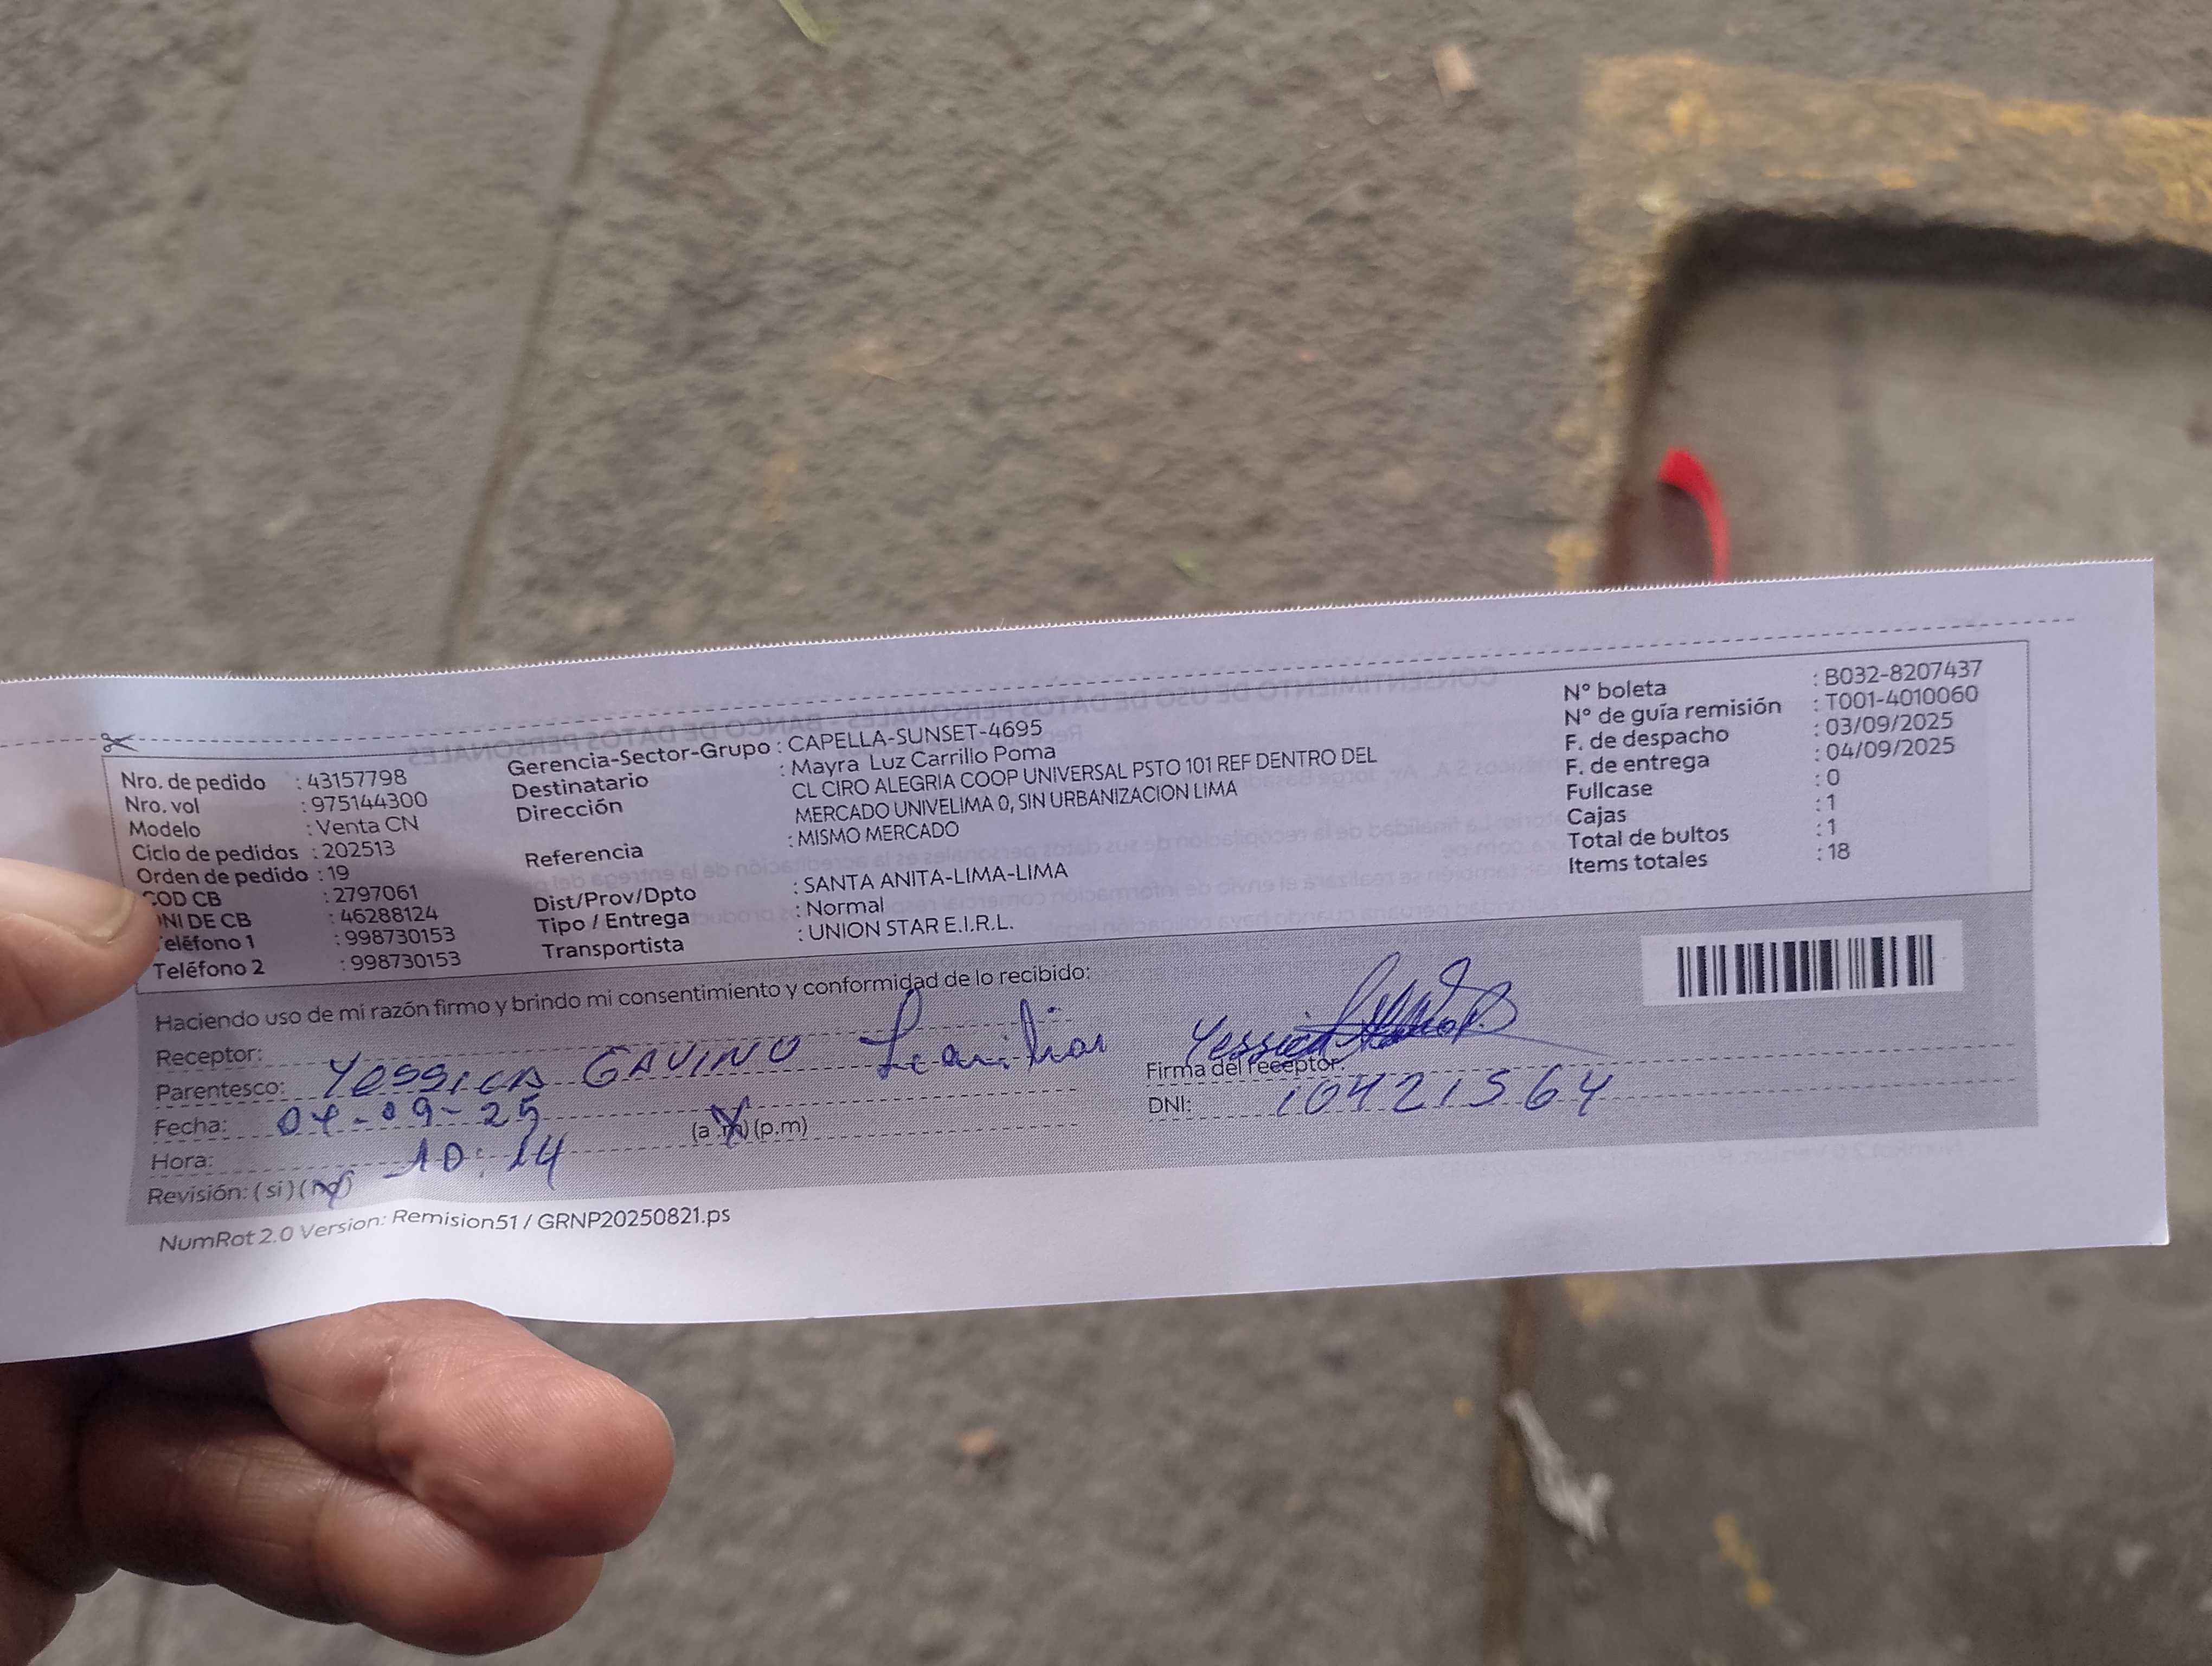 Nro. de pedido : 43157798
Nro. vol : 975144300
Modelo : Venta CN
Ciclo de pedidos : 202513
Orden de pedido : 19
COD CB : 2797061
DNI DE CB : 46288124
Teléfono 1 : 998730153
Teléfono 2 : 998730153
Gerencia-Sector-Grupo : CAPELLA-SUNSET-4695
Destinatario : Mayra Luz Carrillo Poma
Dirección CL CIRO ALEGRIA COOP UNIVERSAL PSTO 101 REF DENTRO DEL
MERCADO UNIVELIMA 0, SIN URBANIZACION LIMA
Referencia : MISMO MERCADO
Dist/Prov/Dpto : SANTA ANITA-LIMA-LIMA
Tipo / Entrega : Normal
Transportista : UNION STAR E.I.R.L.
N° boleta : B032-8207437
N° de guía remisión : T001-4010060
F. de despacho : 03/09/2025
F. de entrega : 04/09/2025
Fullcase : 0
Cajas : 1
Total de bultos : 1
Items totales : 18
Haciendo uso de mi razón firmo y brindo mi consentimiento y conformidad de lo recibido:
Receptor:
Parentesco: Yessica GAVINO Familiar
Fecha: 04-09-25
Hora: 10:14 (a.m) (p.m)
Revisión: (si) (no)
Yessica
Firma del receptor:
DNI: 10421564
NumRot 2.0 Version: Remision51 / GRNP20250821.ps